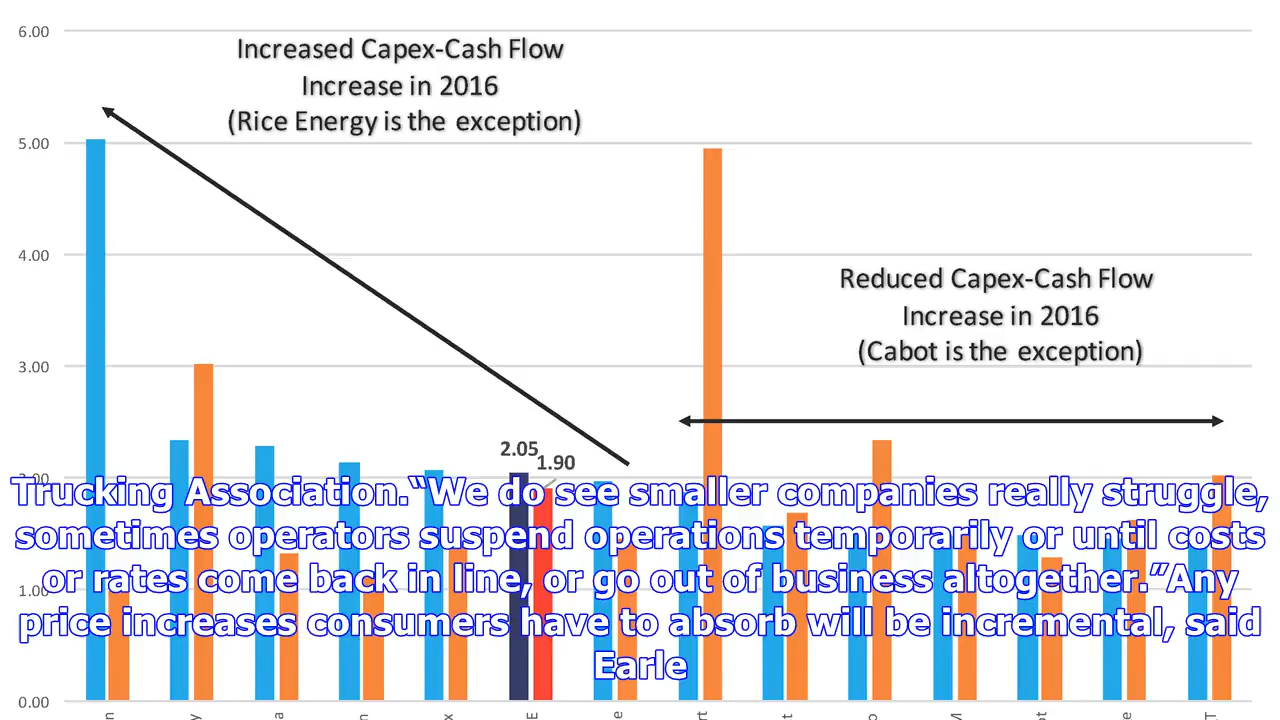 6.00
Increased Capex-Cash Flow
Increase in 2016
(Rice Energy is the exception)
5.00
4.00
Reduced Capex-Cash Flow
Increase in 2016
(Cabot is the exception)
3.00
2.05
1.90
2.00
Trucking Association.“We do see smaller companies really struggle,
sometimes operators suspend operations temporarily or until costs
or rates come back in line, or go out of business altogether.”Any
1.00
price increases consumers have to absorb will be incremental, said
Earle
0.00